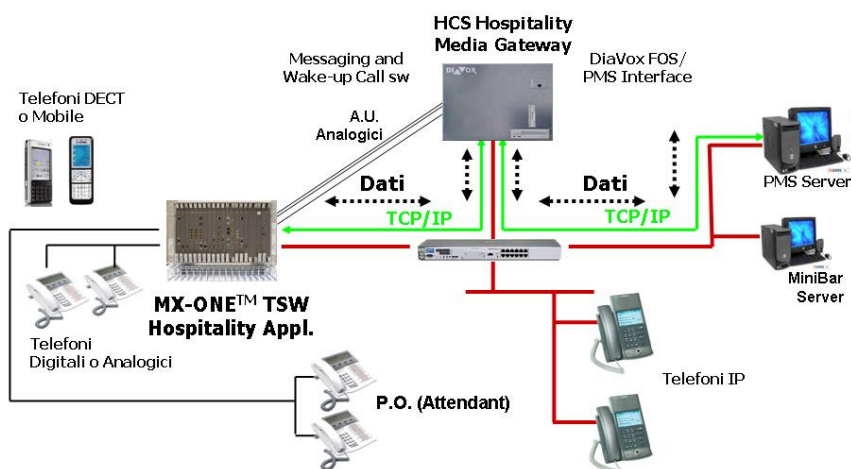 HCS Hospitality
Media Gateway
Messaging and
Wake-up Call sw
DiaVox FOS/
PMS Interface
DIAVOX
Telefoni DECT
o Mobile
A.U.
Analogici
Dati
TCP/IP
Dati
TCP/IP
PMS Server
MX-ONE™ TSW
Hospitality Appl.
MiniBar
Server
Telefoni
Digitali o Analogici
P.O. (Attendant)
Telefoni IP